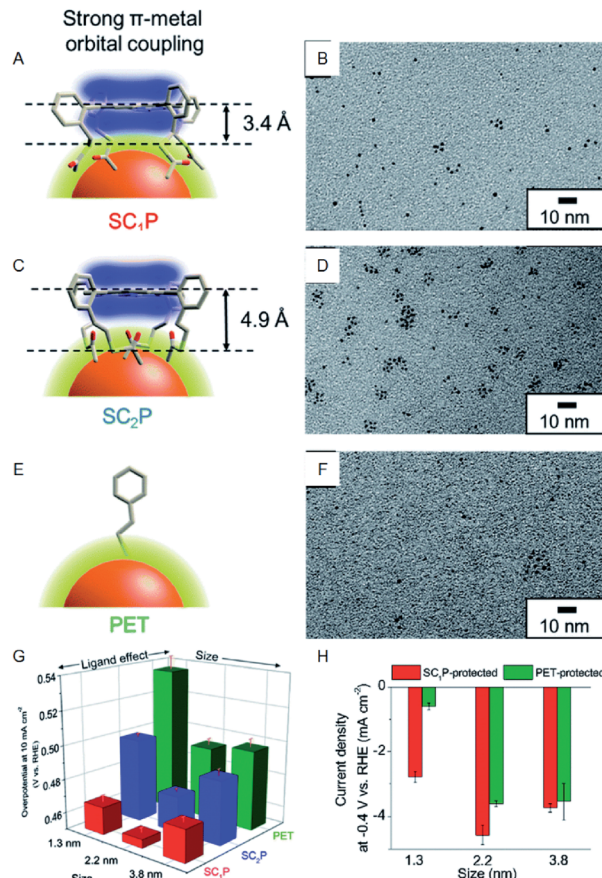 Strong π-metal
orbital coupling
A
3.4 Å
SC₁P
B
10 nm
C
4.9 Å
SC₂P
D
10 nm
E
PET
F
10 nm
G
Ligand effect
Size
0.54
0.52
0.50
0.48
0.46
Overpotential at 10 mA cm⁻²
(V vs. RHE)
1.3 nm
2.2 nm
3.8 nm
Size
SC₁P
SC₂P
PET
H
SC₁P-protected
PET-protected
0
-2
-4
Current density
at -0.4 V vs. RHE (mA cm⁻²)
1.3
2.2
3.8
Size (nm)